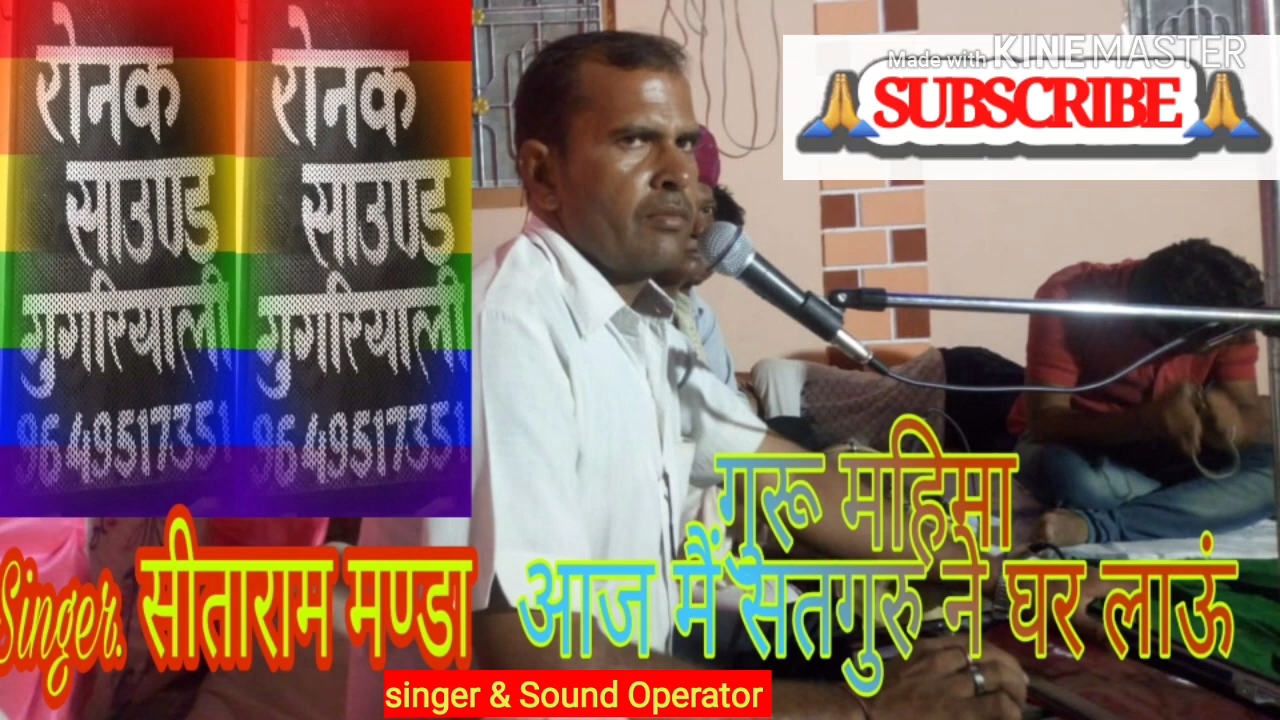 रोनक
साउण्ड
गुगरियाली
9649517351
रोनक
साउण्ड
गुगरियाली
9649517351
Made with KINEMASTER
SUBSCRIBE
गुरू महिमा
आज मैं सतगुरु ने घर लाऊं
Singer. सीताराम मण्डा
singer & Sound Operator